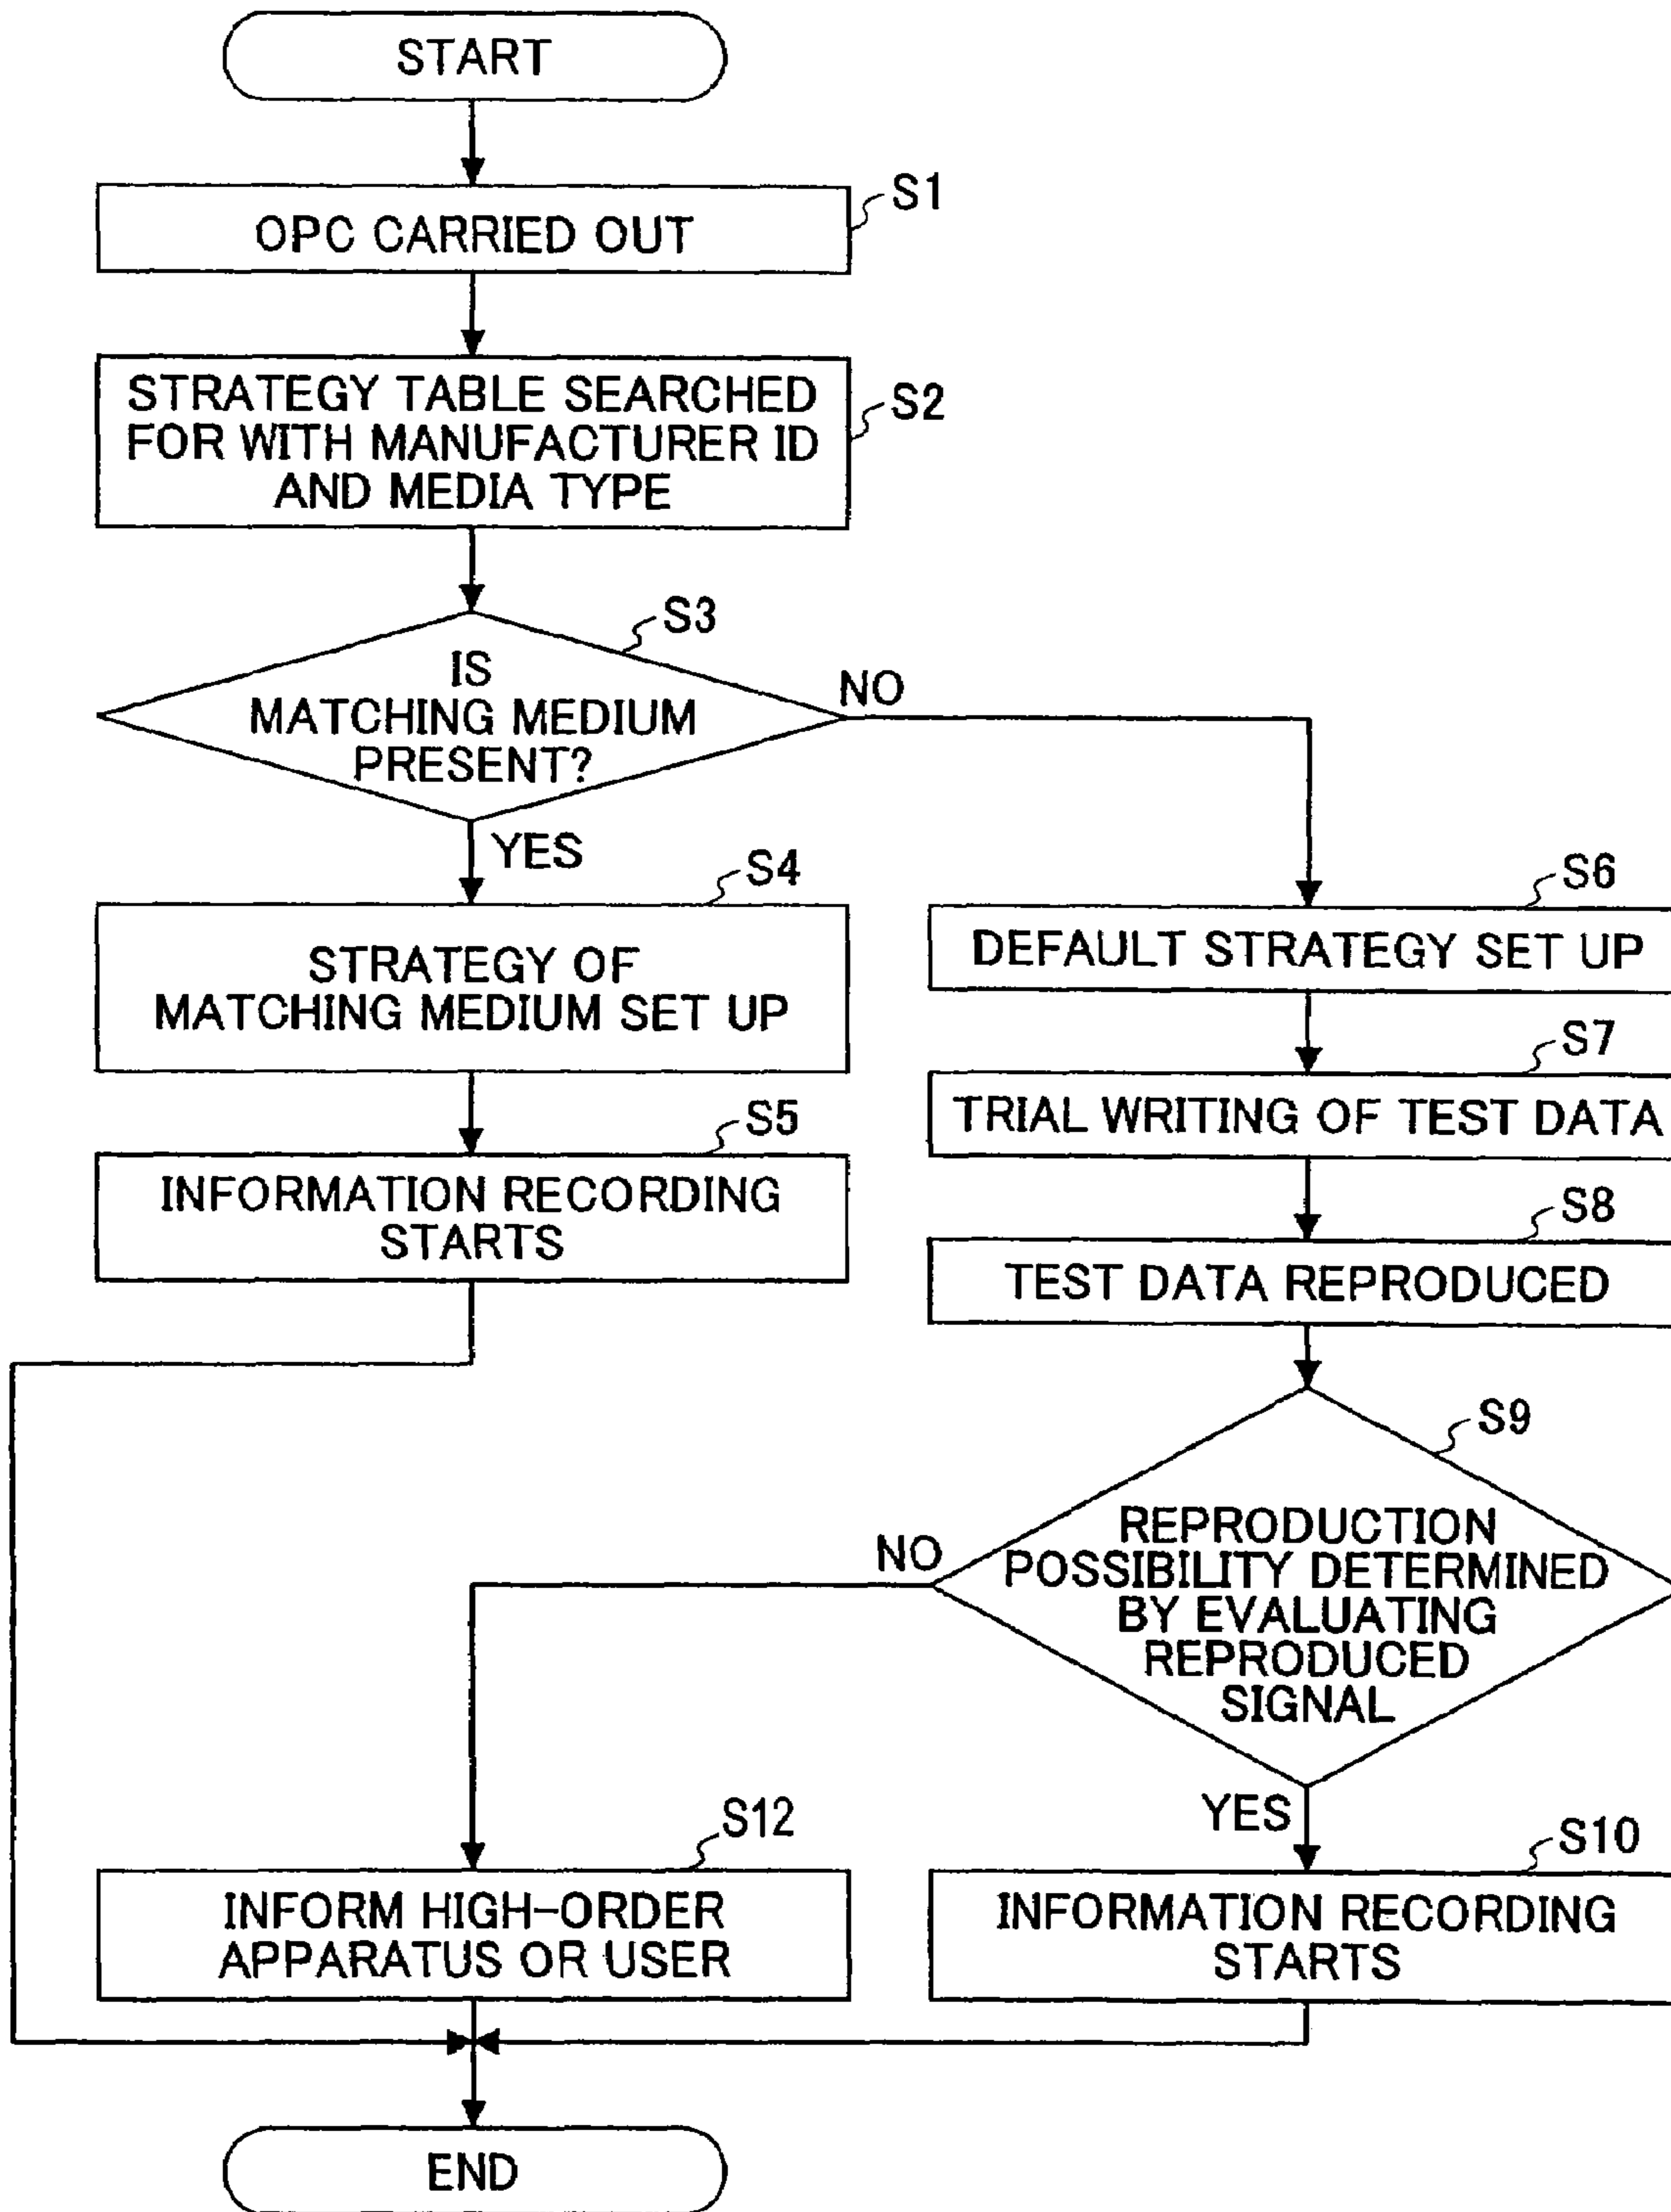 START
S1
OPC CARRIED OUT
S2
STRATEGY TABLE SEARCHED
FOR WITH MANUFACTURER ID
AND MEDIA TYPE
S3
IS
MATCHING MEDIUM
PRESENT?
NO
YES
S4
STRATEGY OF
MATCHING MEDIUM SET UP
S5
INFORMATION RECORDING
STARTS
S6
DEFAULT STRATEGY SET UP
S7
TRIAL WRITING OF TEST DATA
S8
TEST DATA REPRODUCED
S9
REPRODUCTION
POSSIBILITY DETERMINED
BY EVALUATING
REPRODUCED
SIGNAL
NO
YES
S12
INFORM HIGH-ORDER
APPARATUS OR USER
S10
INFORMATION RECORDING
STARTS
END